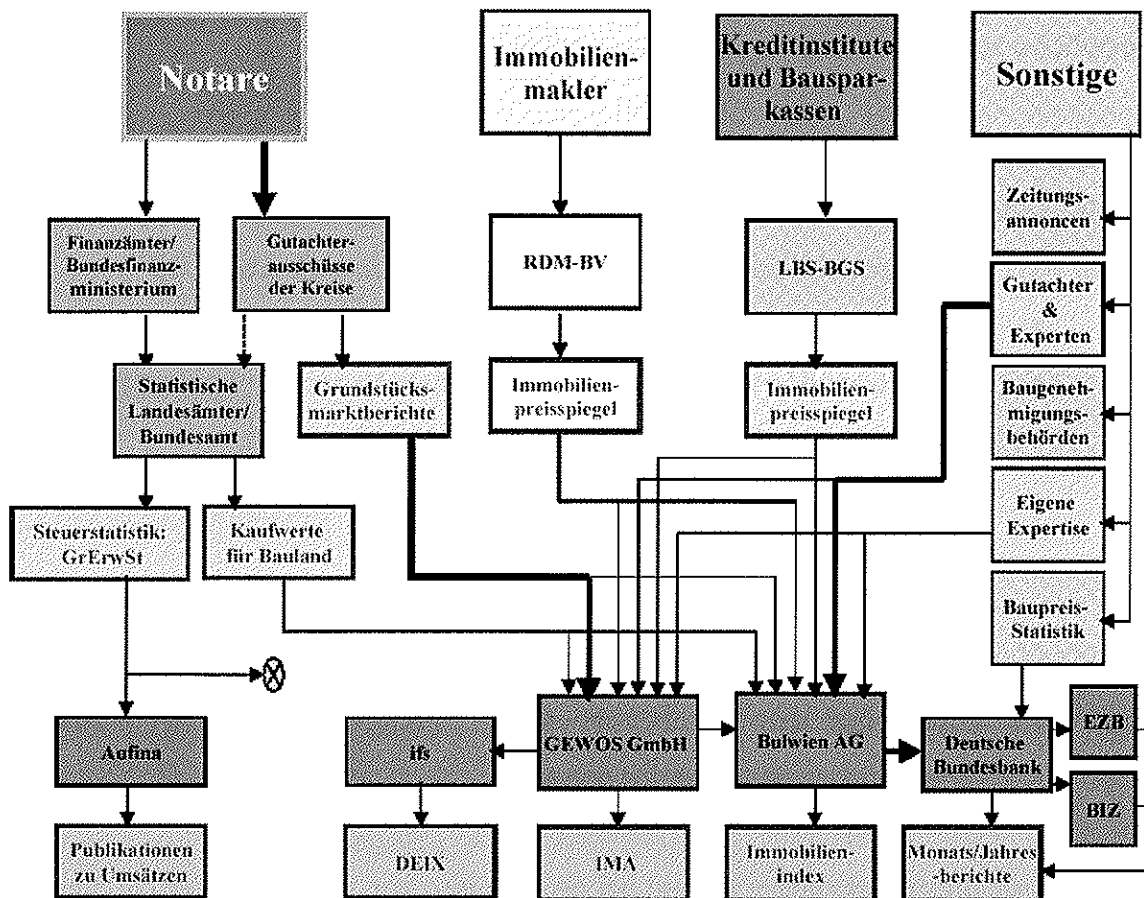 Notare
Immobilien-
makler
Kreditinstitute
und Bauspar-
kassen
Sonstige
Finanzämter/
Bundesfinanz-
ministerium
Gutachter-
ausschüsse
der Kreise
RDM-BV
LBS-BGS
Zeitungs-
annoncen
Gutachter
&
Experten
Statistische
Landesämter/
Bundesamt
Grundstücks-
marktberichte
Immobilien-
preisspiegel
Immobilien-
preisspiegel
Baugeneh-
migungs-
behörden
Steuerstatistik:
GrErwSt
Kaufwerte
für Bauland
Eigene
Expertise
Baupreis-
Statistik
Aufina
ifs
GEWOS GmbH
Bulwien AG
Deutsche
Bundesbank
EZB
BIZ
Publikationen
zu Umsätzen
DEIX
IMA
Immobilien-
index
Monats/Jahres
-berichte